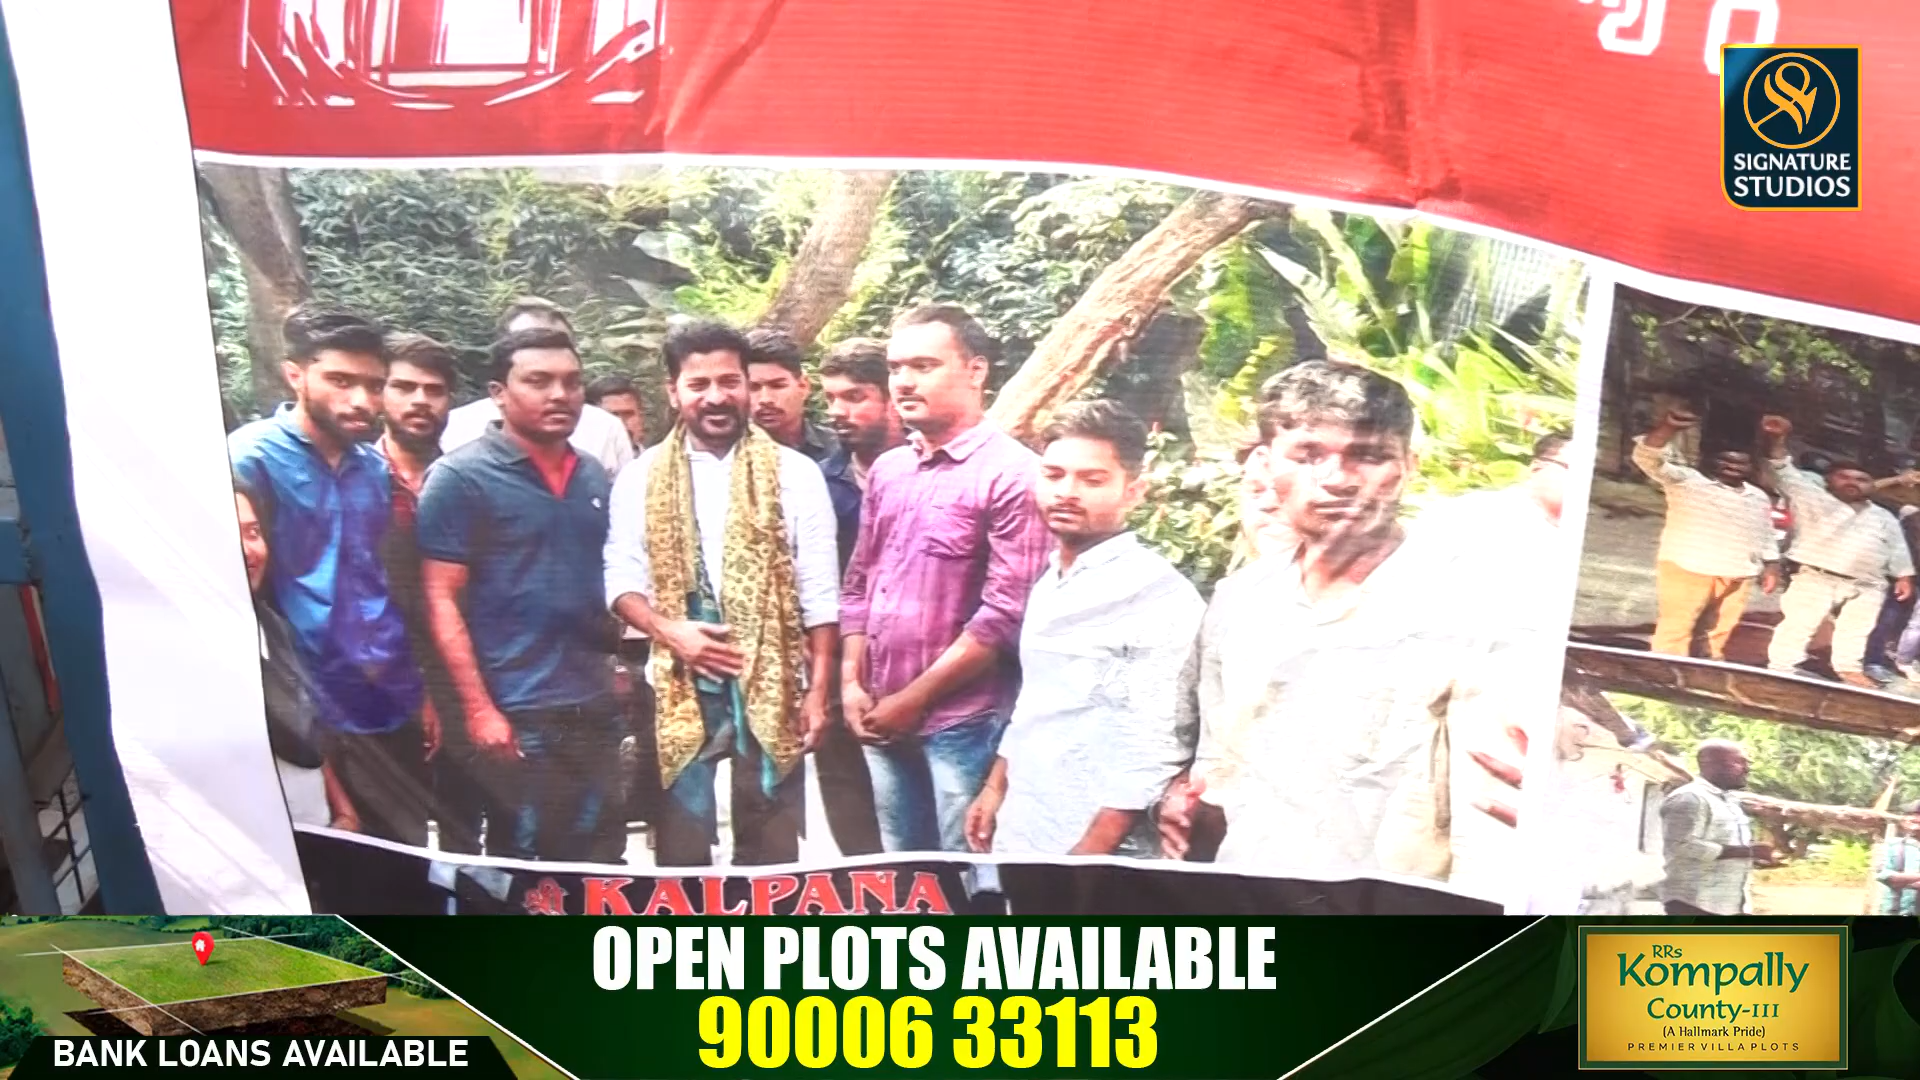 SIGNATURE
STUDIOS
श्री KALPANA
OPEN PLOTS AVAILABLE
90006 33113
BANK LOANS AVAILABLE
RRs
Kompally
County-III
(A Hallmark Pride)
PREMIER VILLA PLOTS